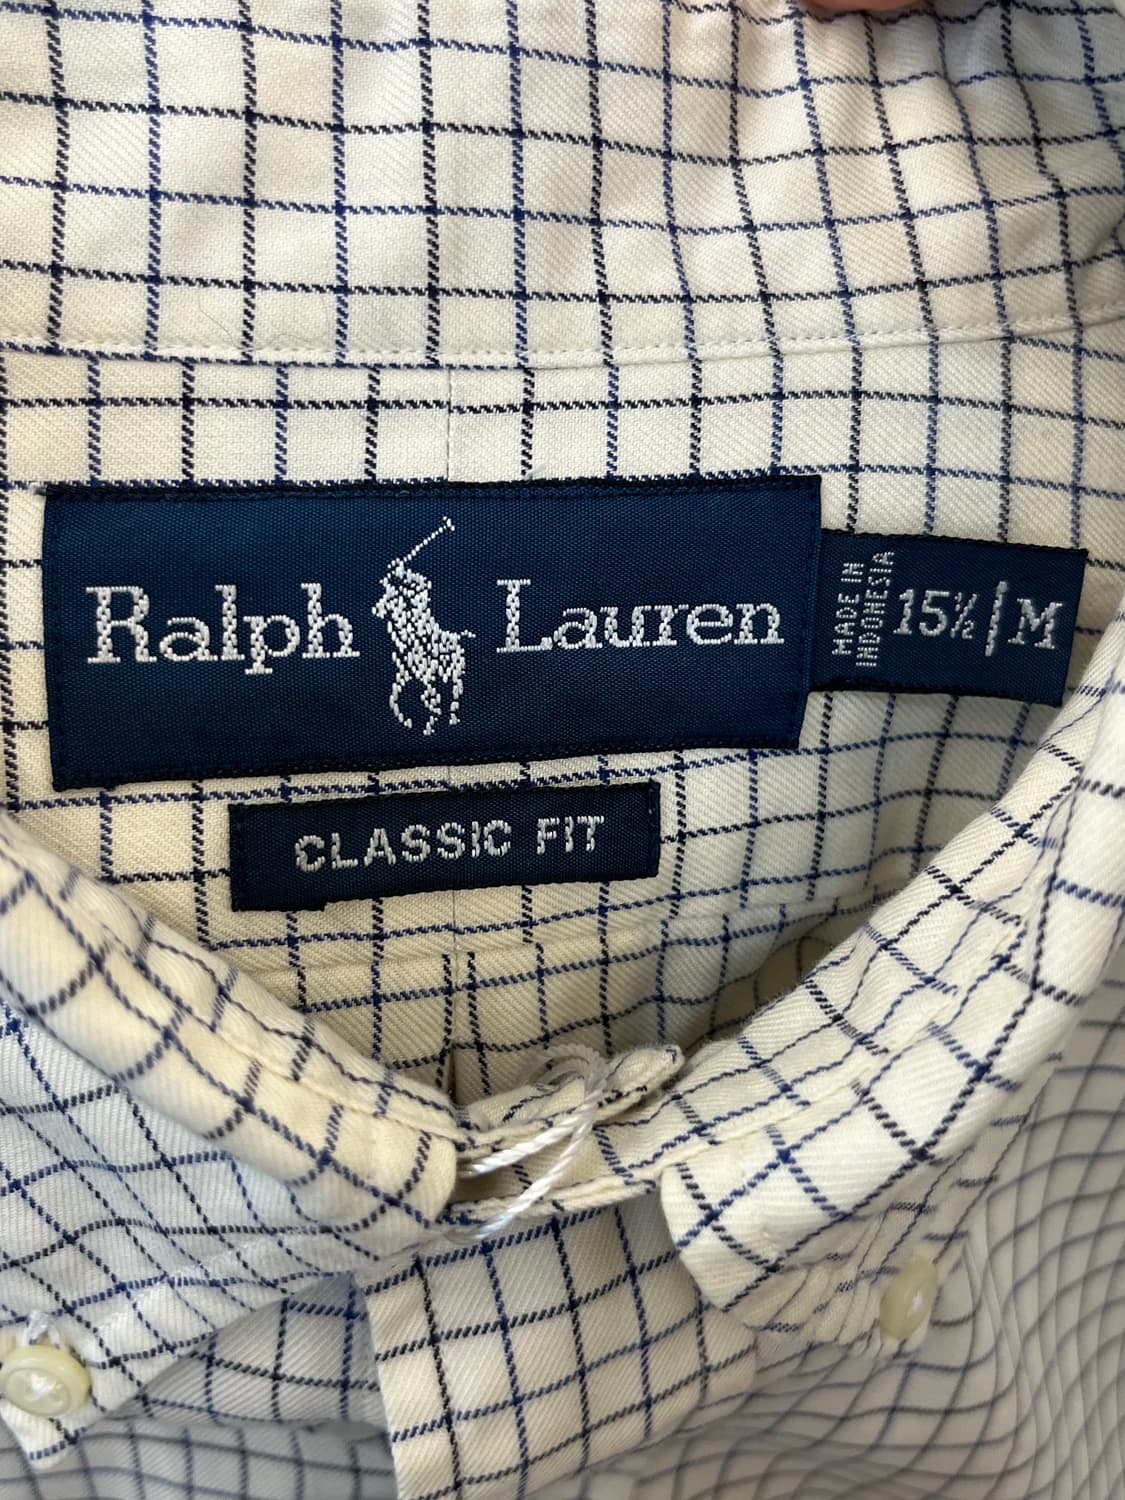 Ralph Lauren
MADE IN
INDONESIA
15½ | M
CLASSIC FIT